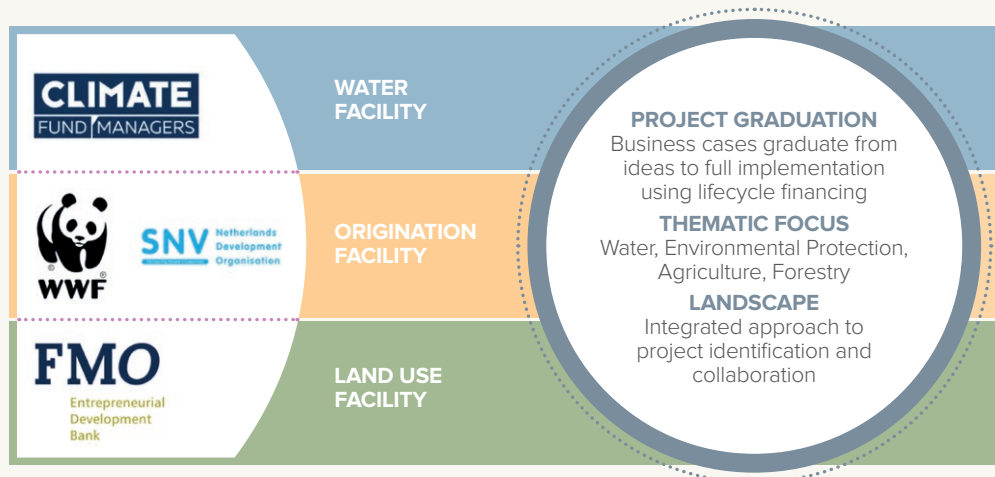 CLIMATE
FUND MANAGERS
WATER
FACILITY
WWF
SNV
Netherlands
Development
Organisation
ORIGINATION
FACILITY
FMO
Entrepreneurial
Development
Bank
LAND USE
FACILITY
PROJECT GRADUATION
Business cases graduate from
ideas to full implementation
using lifecycle financing
THEMATIC FOCUS
Water, Environmental Protection,
Agriculture, Forestry
LANDSCAPE
Integrated approach to
project identification and
collaboration